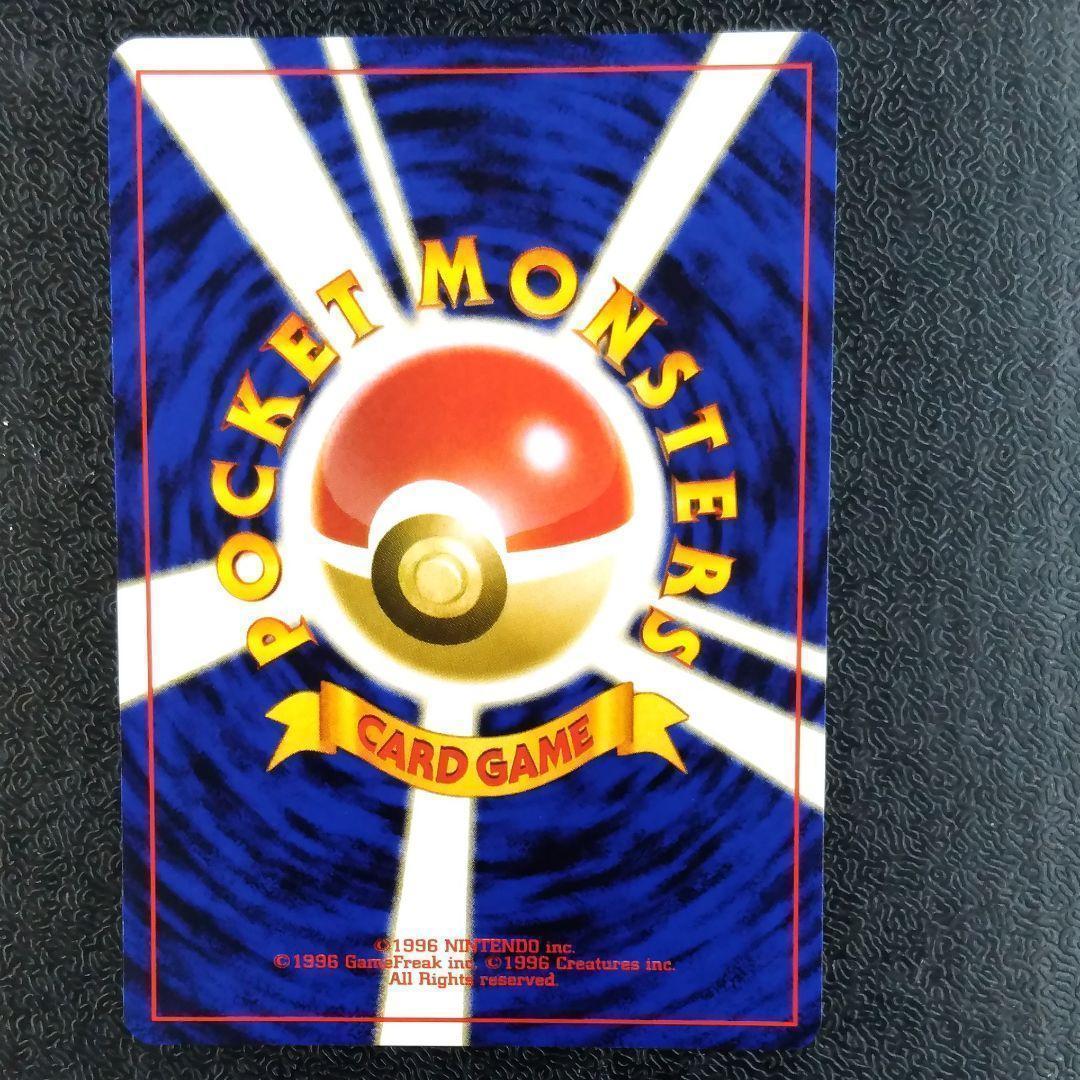 POCKET MONSTERS
CARD GAME
©1996 NINTENDO inc.
©1996 GameFreak inc. ©1996 Creatures inc.
All Rights reserved.